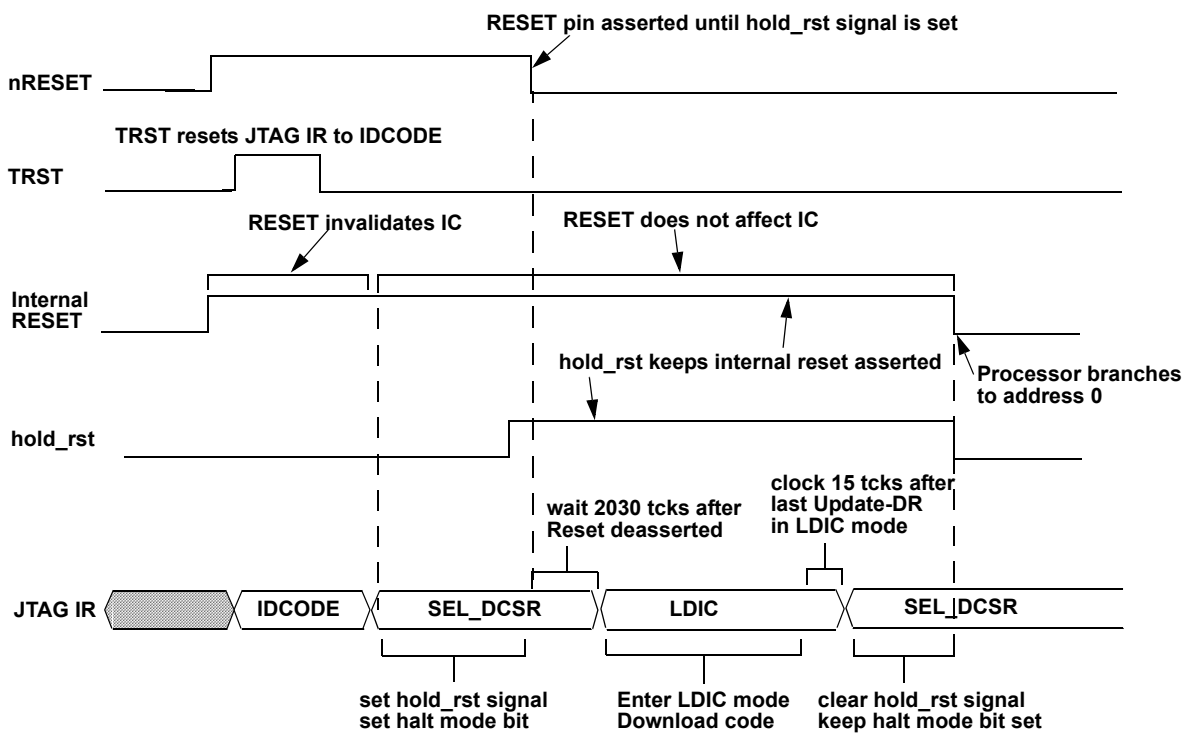 RESET pin asserted until hold_rst signal is set
nRESET
TRST resets JTAG IR to IDCODE
TRST
RESET invalidates IC
RESET does not affect IC
Internal
RESET
hold_rst keeps internal reset asserted
Processor branches
to address 0
hold_rst
clock 15 tcks after
last Update-DR
in LDIC mode
wait 2030 tcks after
Reset deasserted
JTAG IR
IDCODE
SEL_DCSR
LDIC
SEL_DCSR
set hold_rst signal
set halt mode bit
Enter LDIC mode
Download code
clear hold_rst signal
keep halt mode bit set